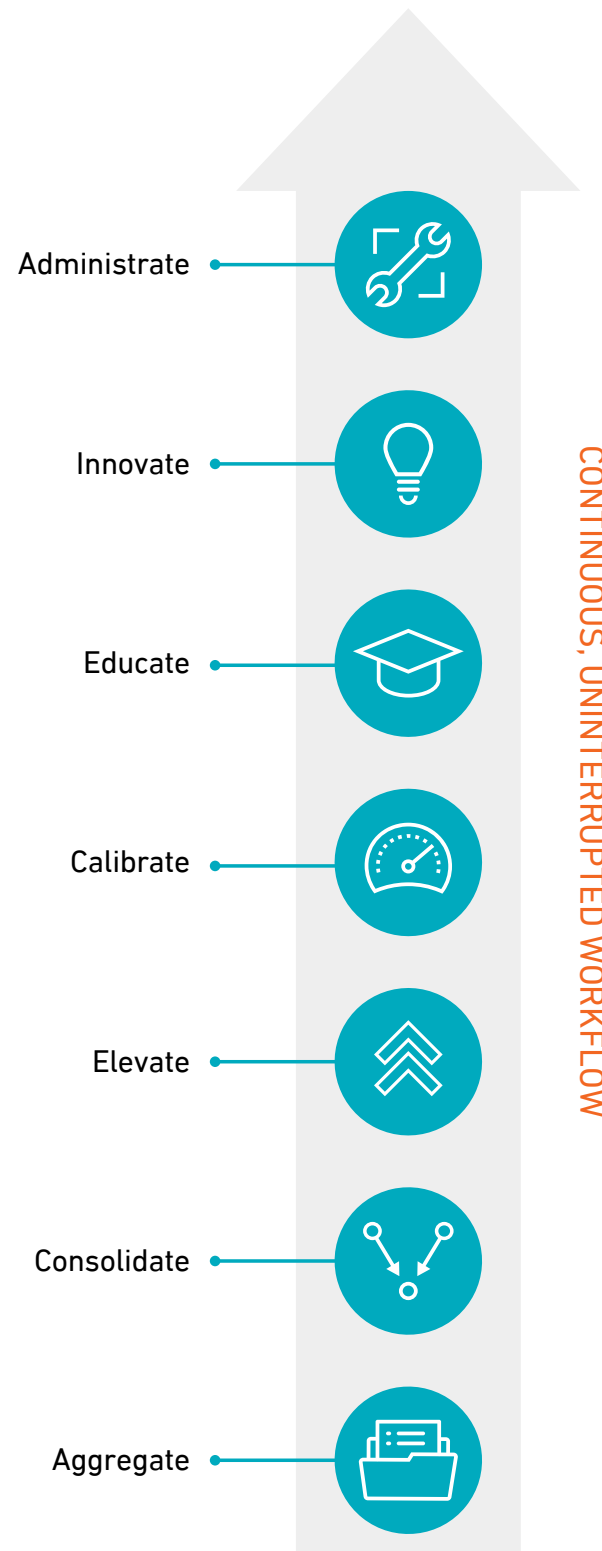 Administrate
Innovate
Educate
Calibrate
Elevate
Consolidate
Aggregate
CONTINUOUS, UNINTERRUPTED WORKFLOW